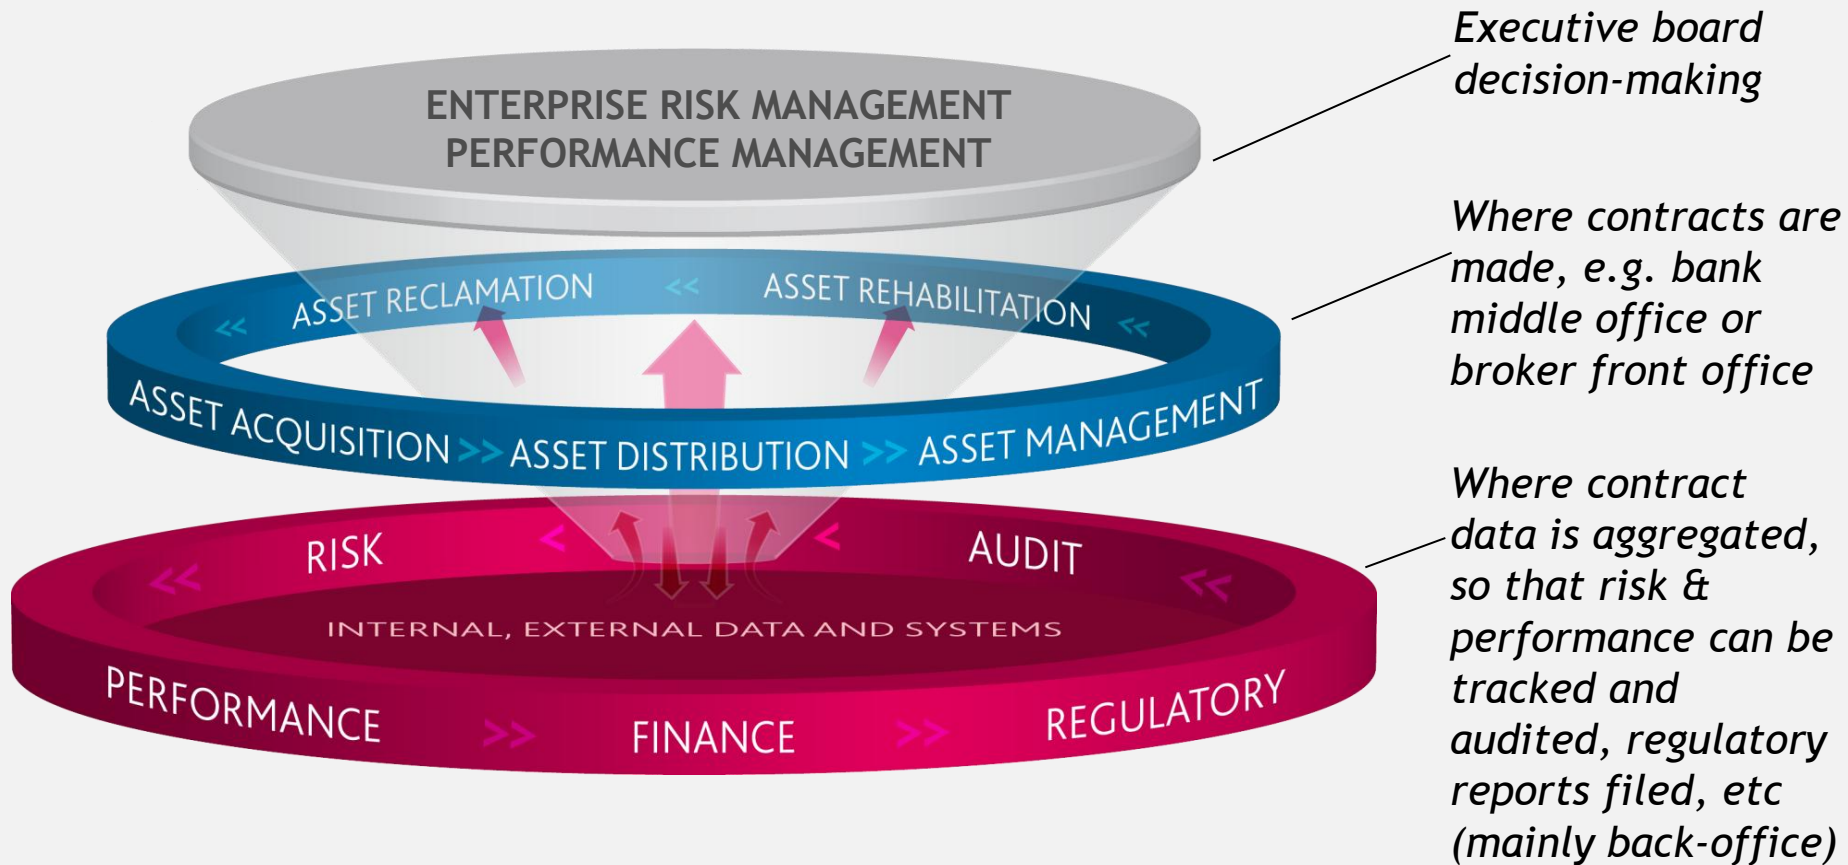 Executive board
decision-making
ENTERPRISE RISK MANAGEMENT
PERFORMANCE MANAGEMENT
Where contracts are
made, e.g. bank
middle office or
broker front office
<< ASSET RECLAMATION << ASSET REHABILITATION <<
ASSET ACQUISITION >> ASSET DISTRIBUTION >> ASSET MANAGEMENT
Where contract
data is aggregated,
so that risk &
performance can be
tracked and
audited, regulatory
reports filed, etc
(mainly back-office)
<< RISK < < AUDIT <<
INTERNAL, EXTERNAL DATA AND SYSTEMS
PERFORMANCE >> FINANCE >> REGULATORY